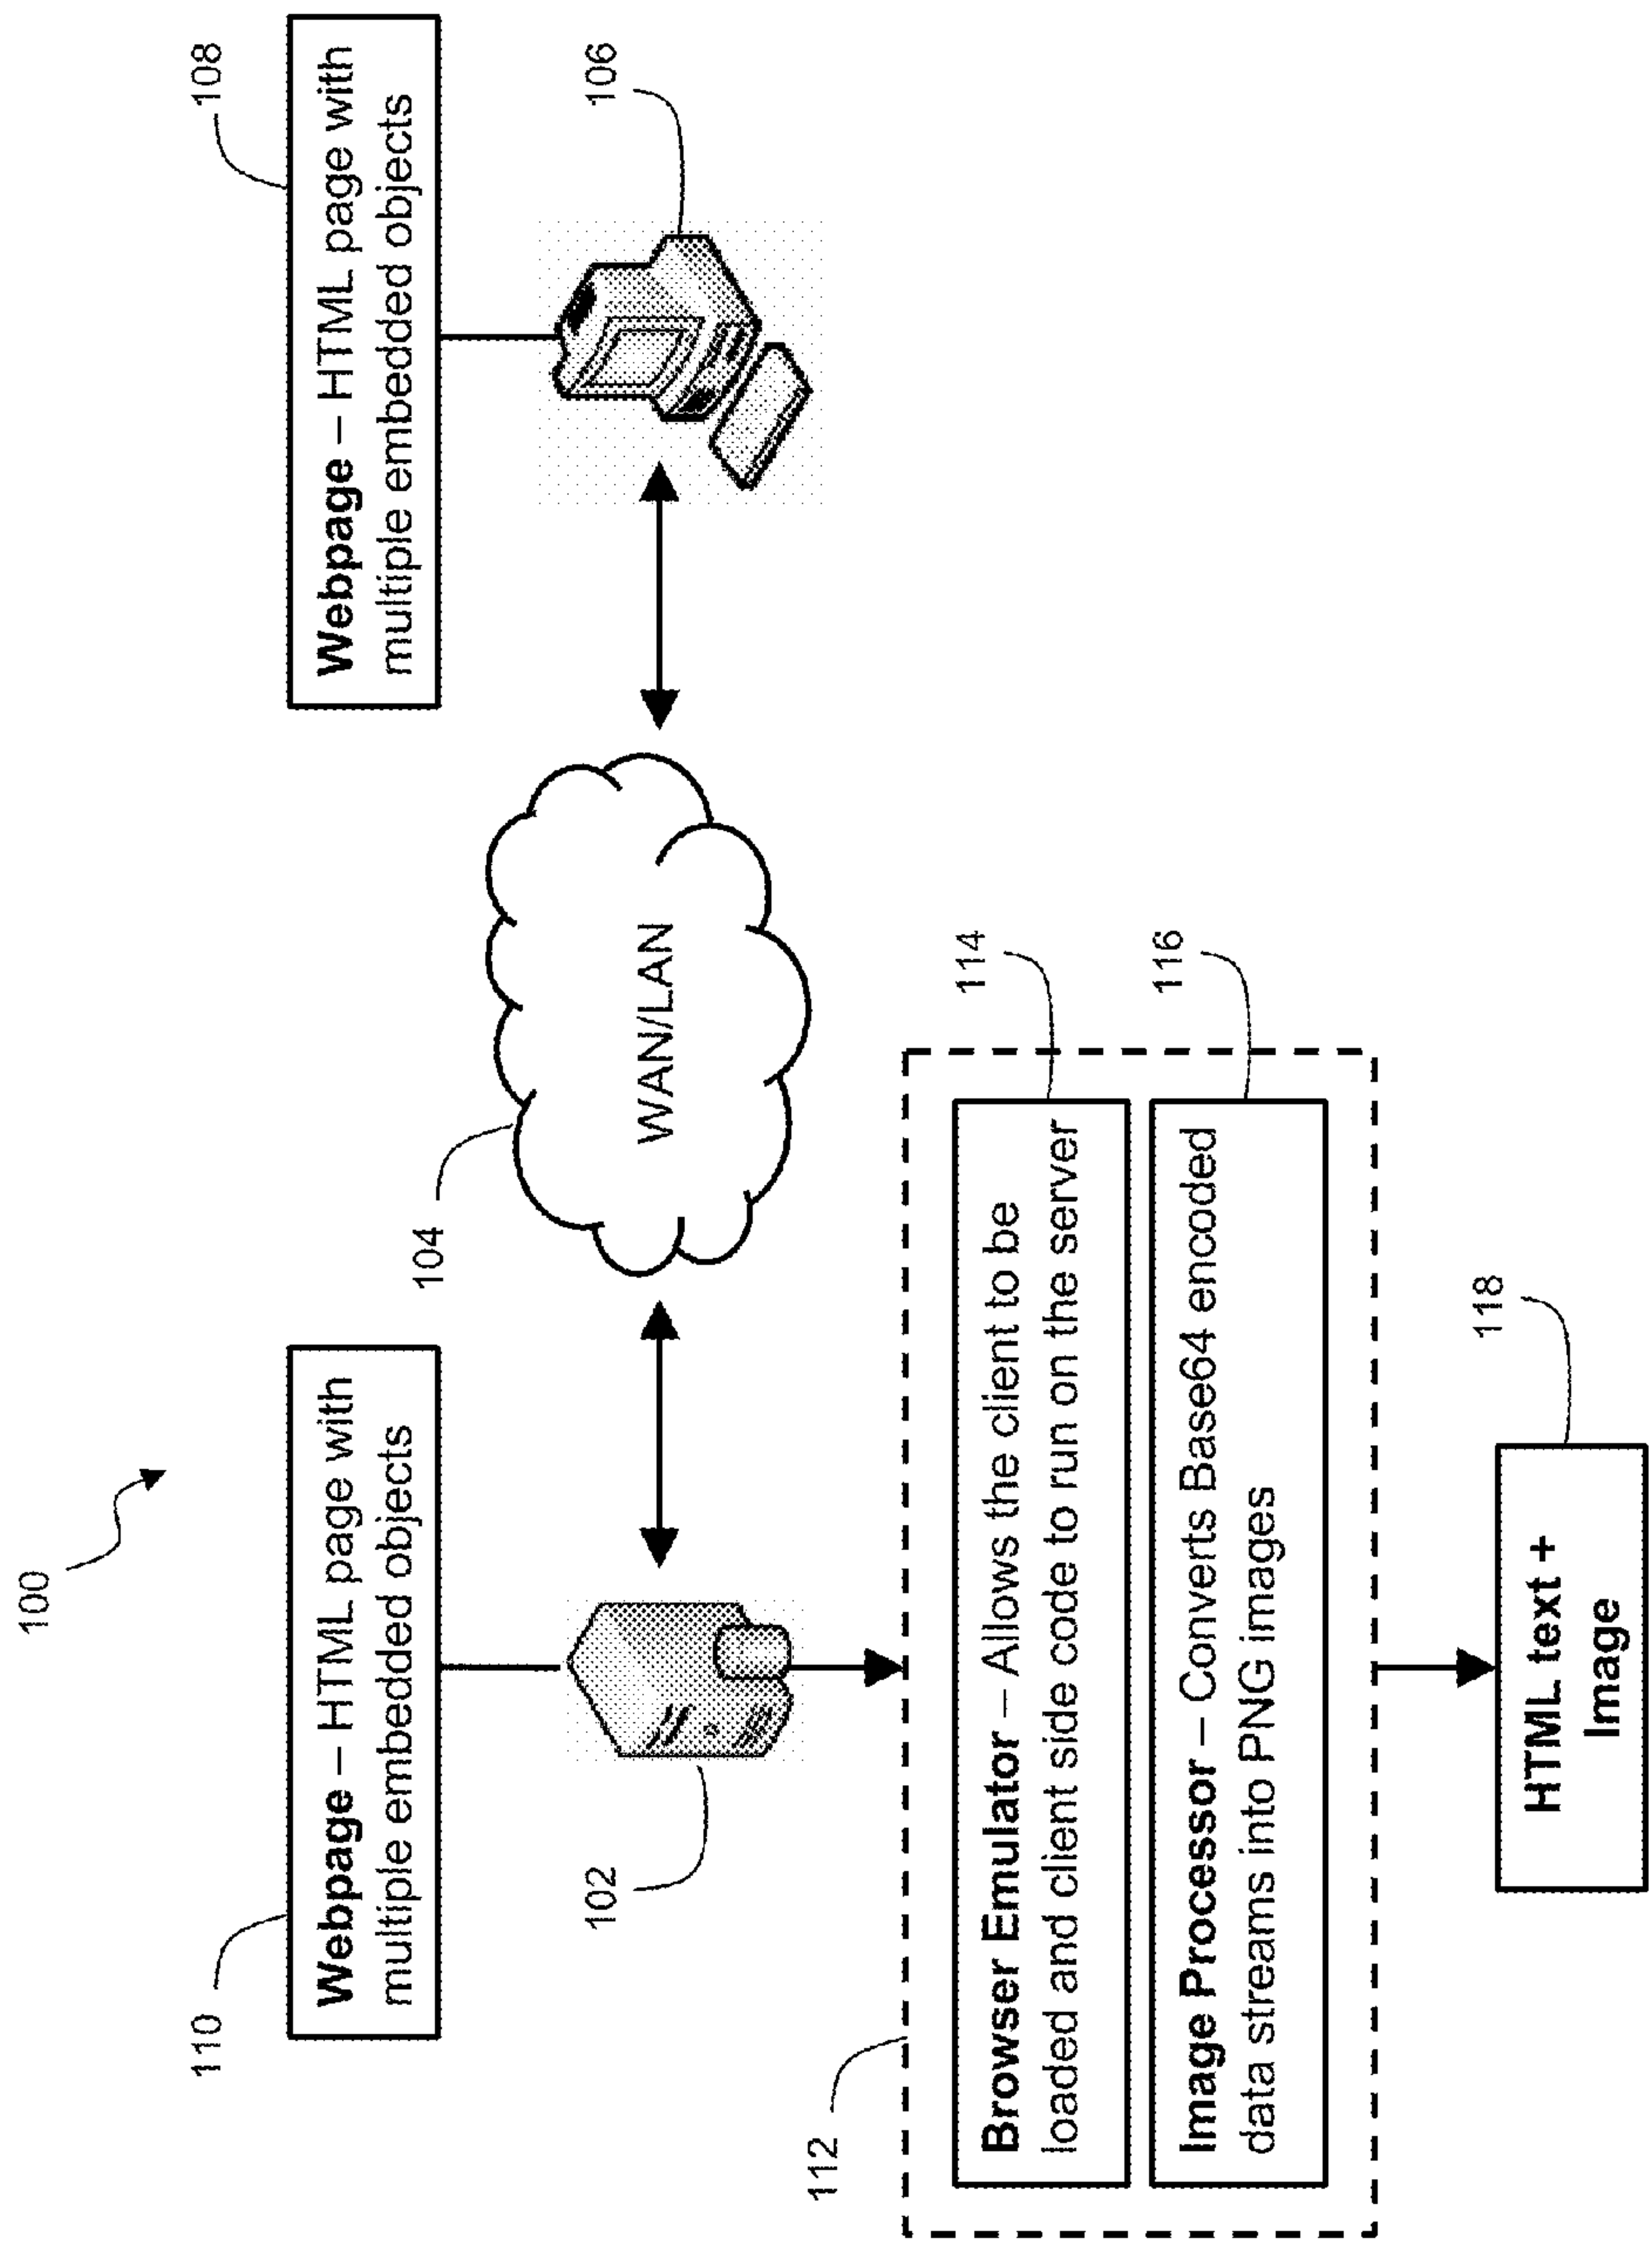 100
110
Webpage – HTML page with
multiple embedded objects
108
Webpage – HTML page with
multiple embedded objects
104
WAN/LAN
106
102
112
114
Browser Emulator – Allows the client to be
loaded and client side code to run on the server
116
Image Processor – Converts Base64 encoded
data streams into PNG images
118
HTML text +
Image